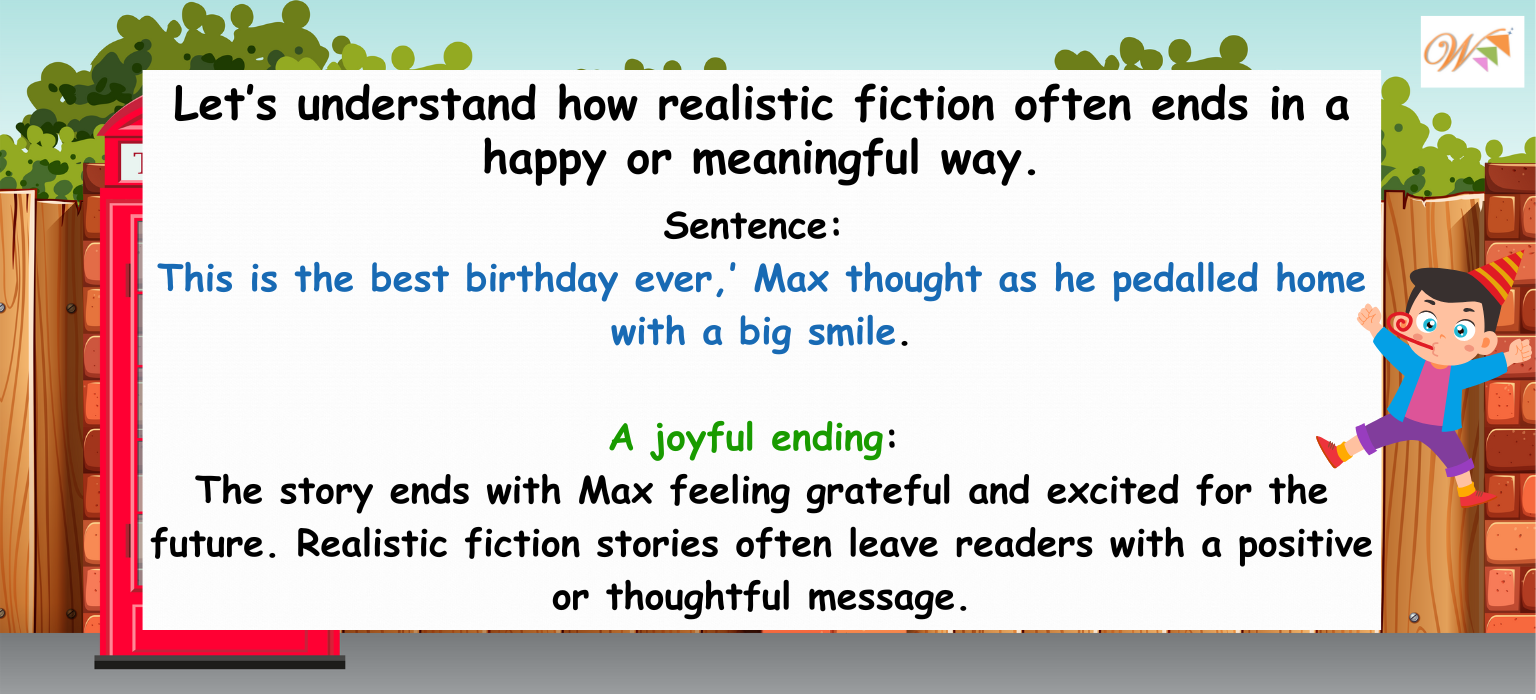 Let's understand how realistic fiction often ends in a
happy or meaningful way.
Sentence:
This is the best birthday ever,' Max thought as he pedalled home
with a big smile.
A joyful ending:
The story ends with Max feeling grateful and excited for the
future. Realistic fiction stories often leave readers with a positive
or thoughtful message.
W